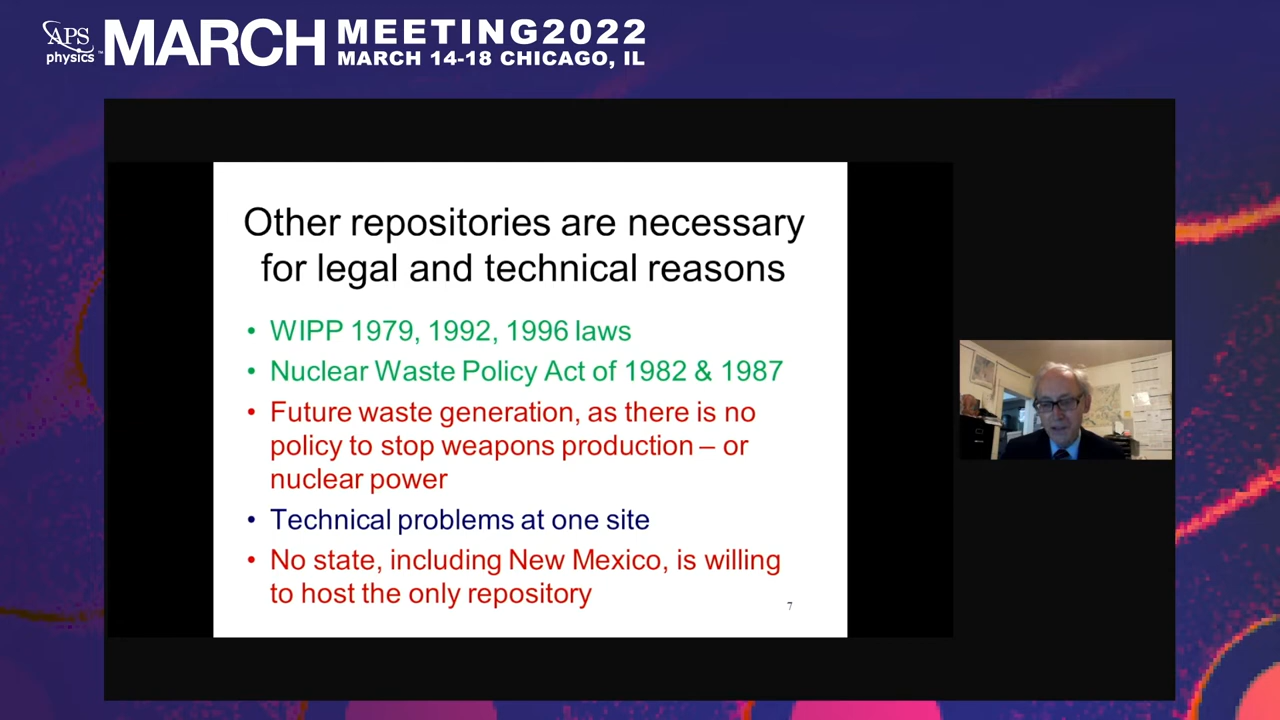 APS
physics
MARCH
MEETING2022
MARCH 14-18 CHICAGO, IL
Other repositories are necessary
for legal and technical reasons
• WIPP 1979, 1992, 1996 laws
• Nuclear Waste Policy Act of 1982 & 1987
• Future waste generation, as there is no
policy to stop weapons production – or
nuclear power
• Technical problems at one site
• No state, including New Mexico, is willing
to host the only repository
7